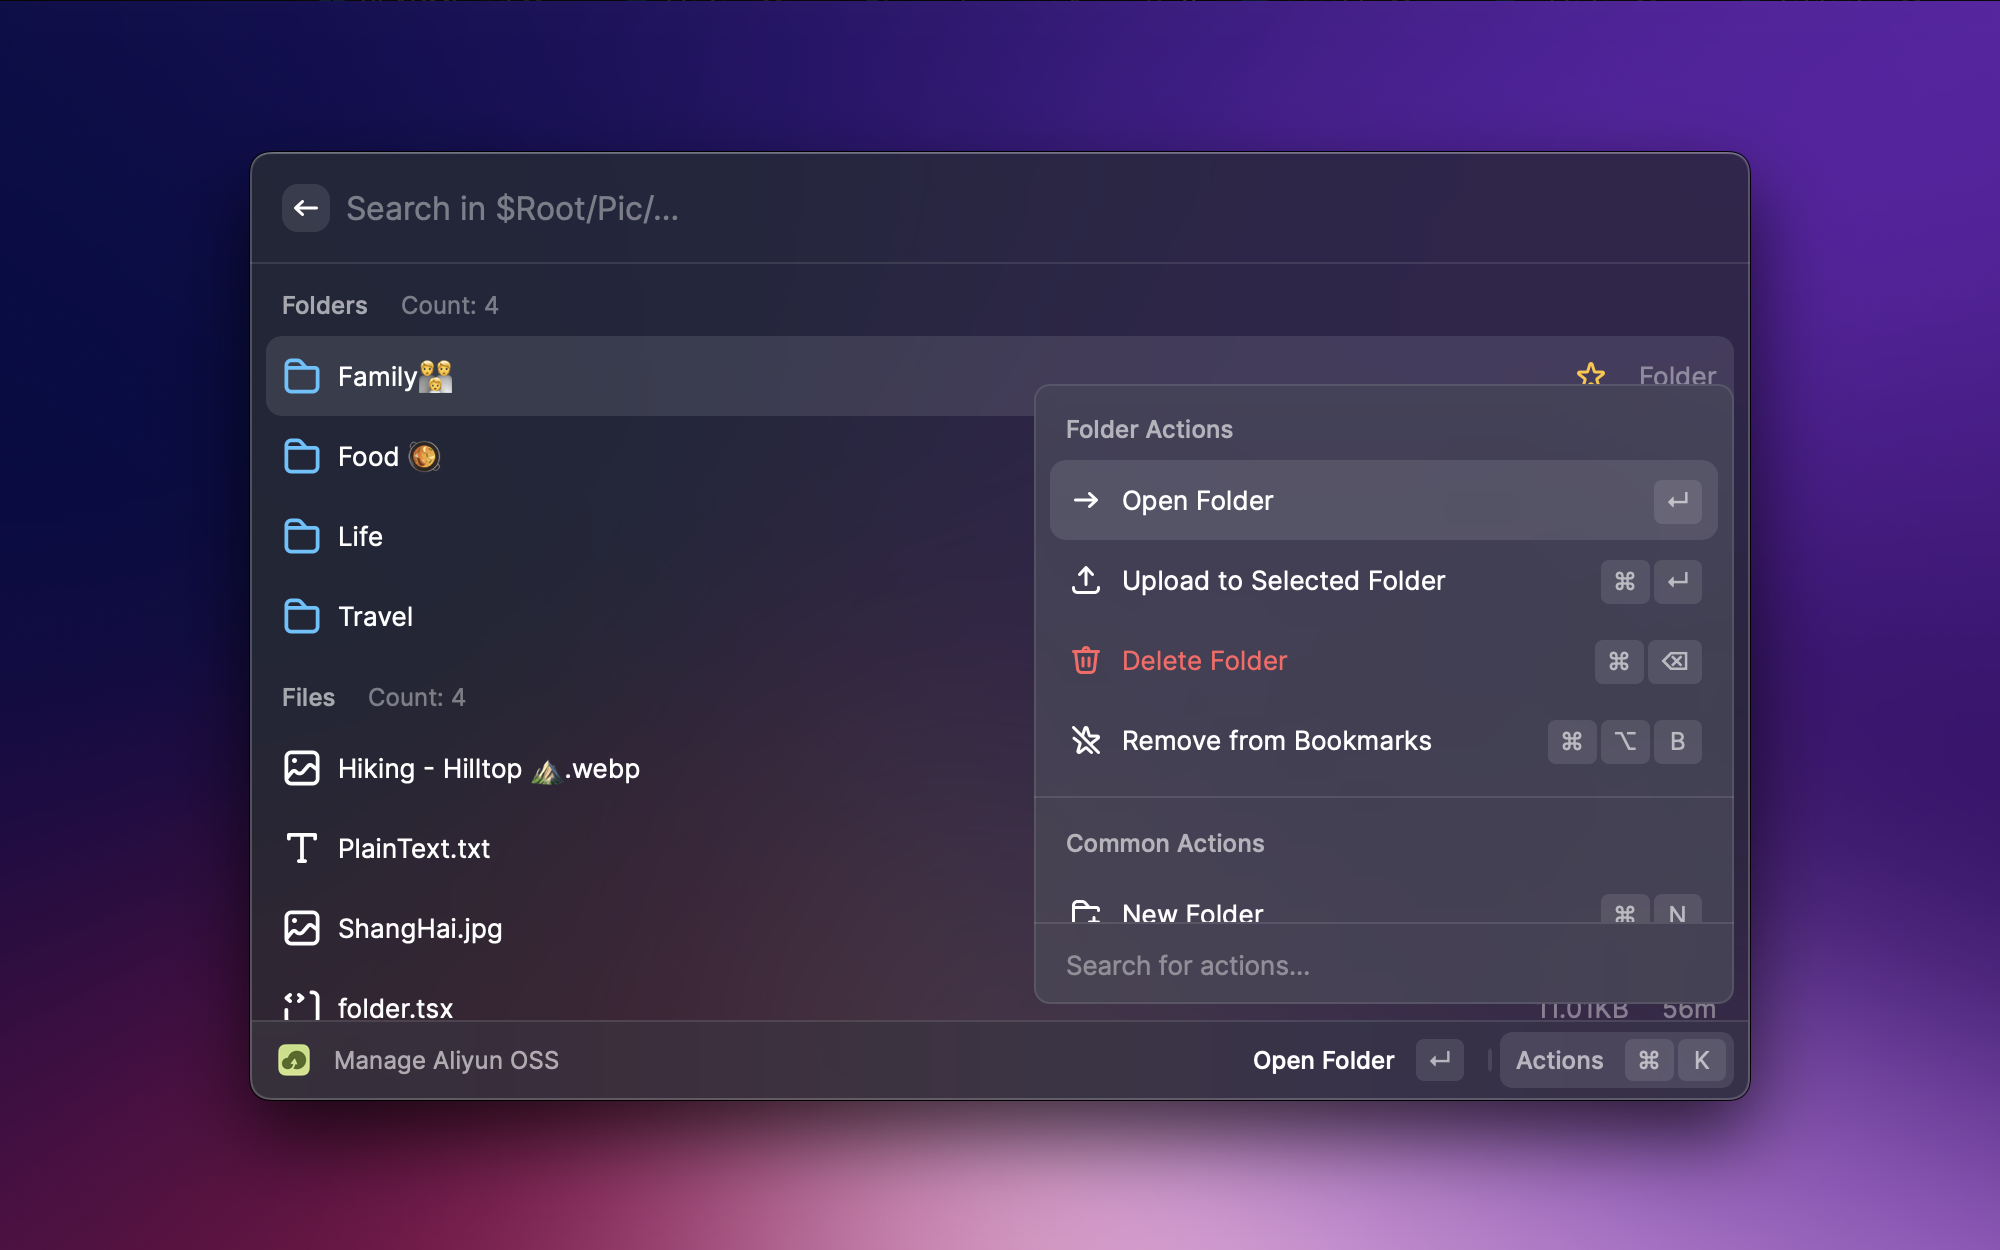 Search in $Root/Pic/...
Folders Count: 4
Family👨‍👩‍👦 Folder
Food 🥘
Life
Travel
Files Count: 4
Hiking - Hilltop ⛰️.webp
PlainText.txt
ShangHai.jpg
folder.tsx 11.01KB 56m
Folder Actions
Open Folder ↵
Upload to Selected Folder ⌘ ↵
Delete Folder ⌘ ⌫
Remove from Bookmarks ⌘ ⌥ B
Common Actions
New Folder ⌘ N
Search for actions...
Manage Aliyun OSS Open Folder ↵ Actions ⌘ K